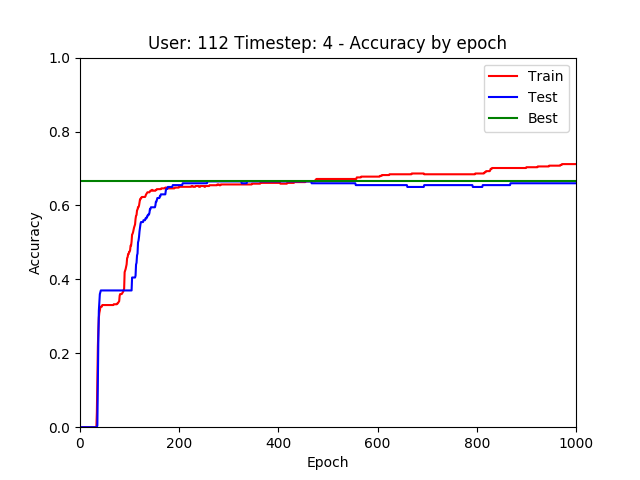 User: 112 Timestep: 4 - Accuracy by epoch
Train
Test
Best
Accuracy
1.0
0.8
0.6
0.4
0.2
0.0
0 200 400 600 800 1000
Epoch